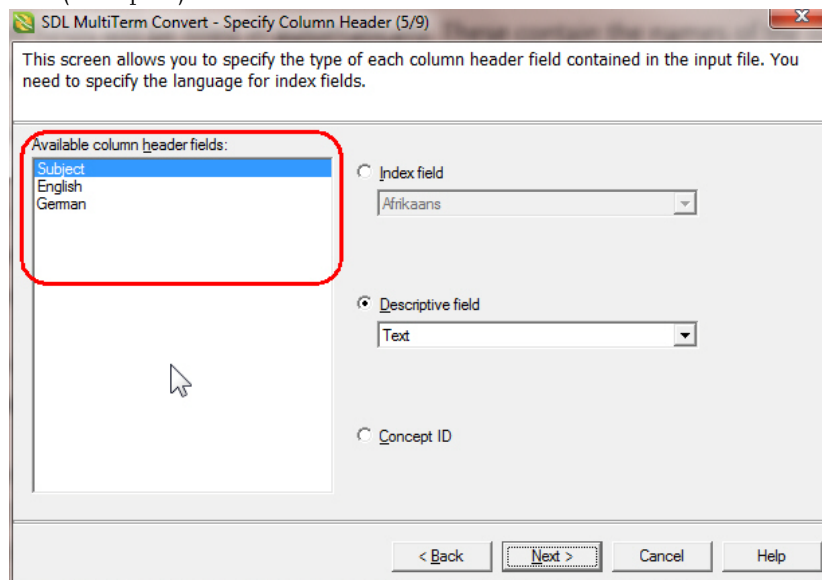 SDL MultiTerm Convert - Specify Column Header (5/9)
This screen allows you to specify the type of each column header field contained in the input file. You
need to specify the language for index fields.
Available column header fields:
Subject
English
German
Index field
Afrikaans
Descriptive field
Text
Concept ID
< Back Next > Cancel Help